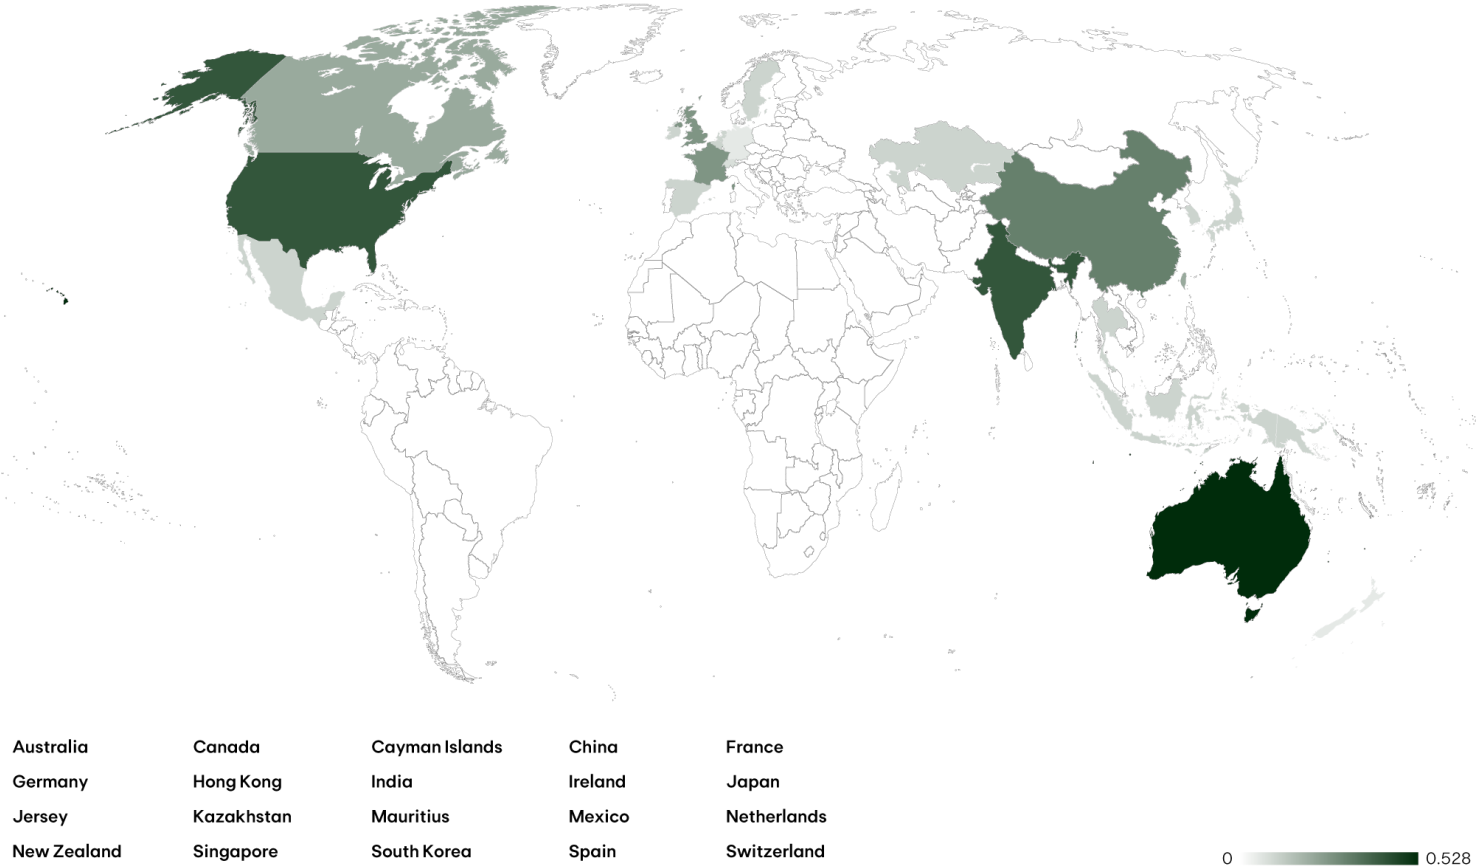 Australia Canada Cayman Islands China France
Germany Hong Kong India Ireland Japan
Jersey Kazakhstan Mauritius Mexico Netherlands
New Zealand Singapore South Korea Spain Switzerland
0 0.528